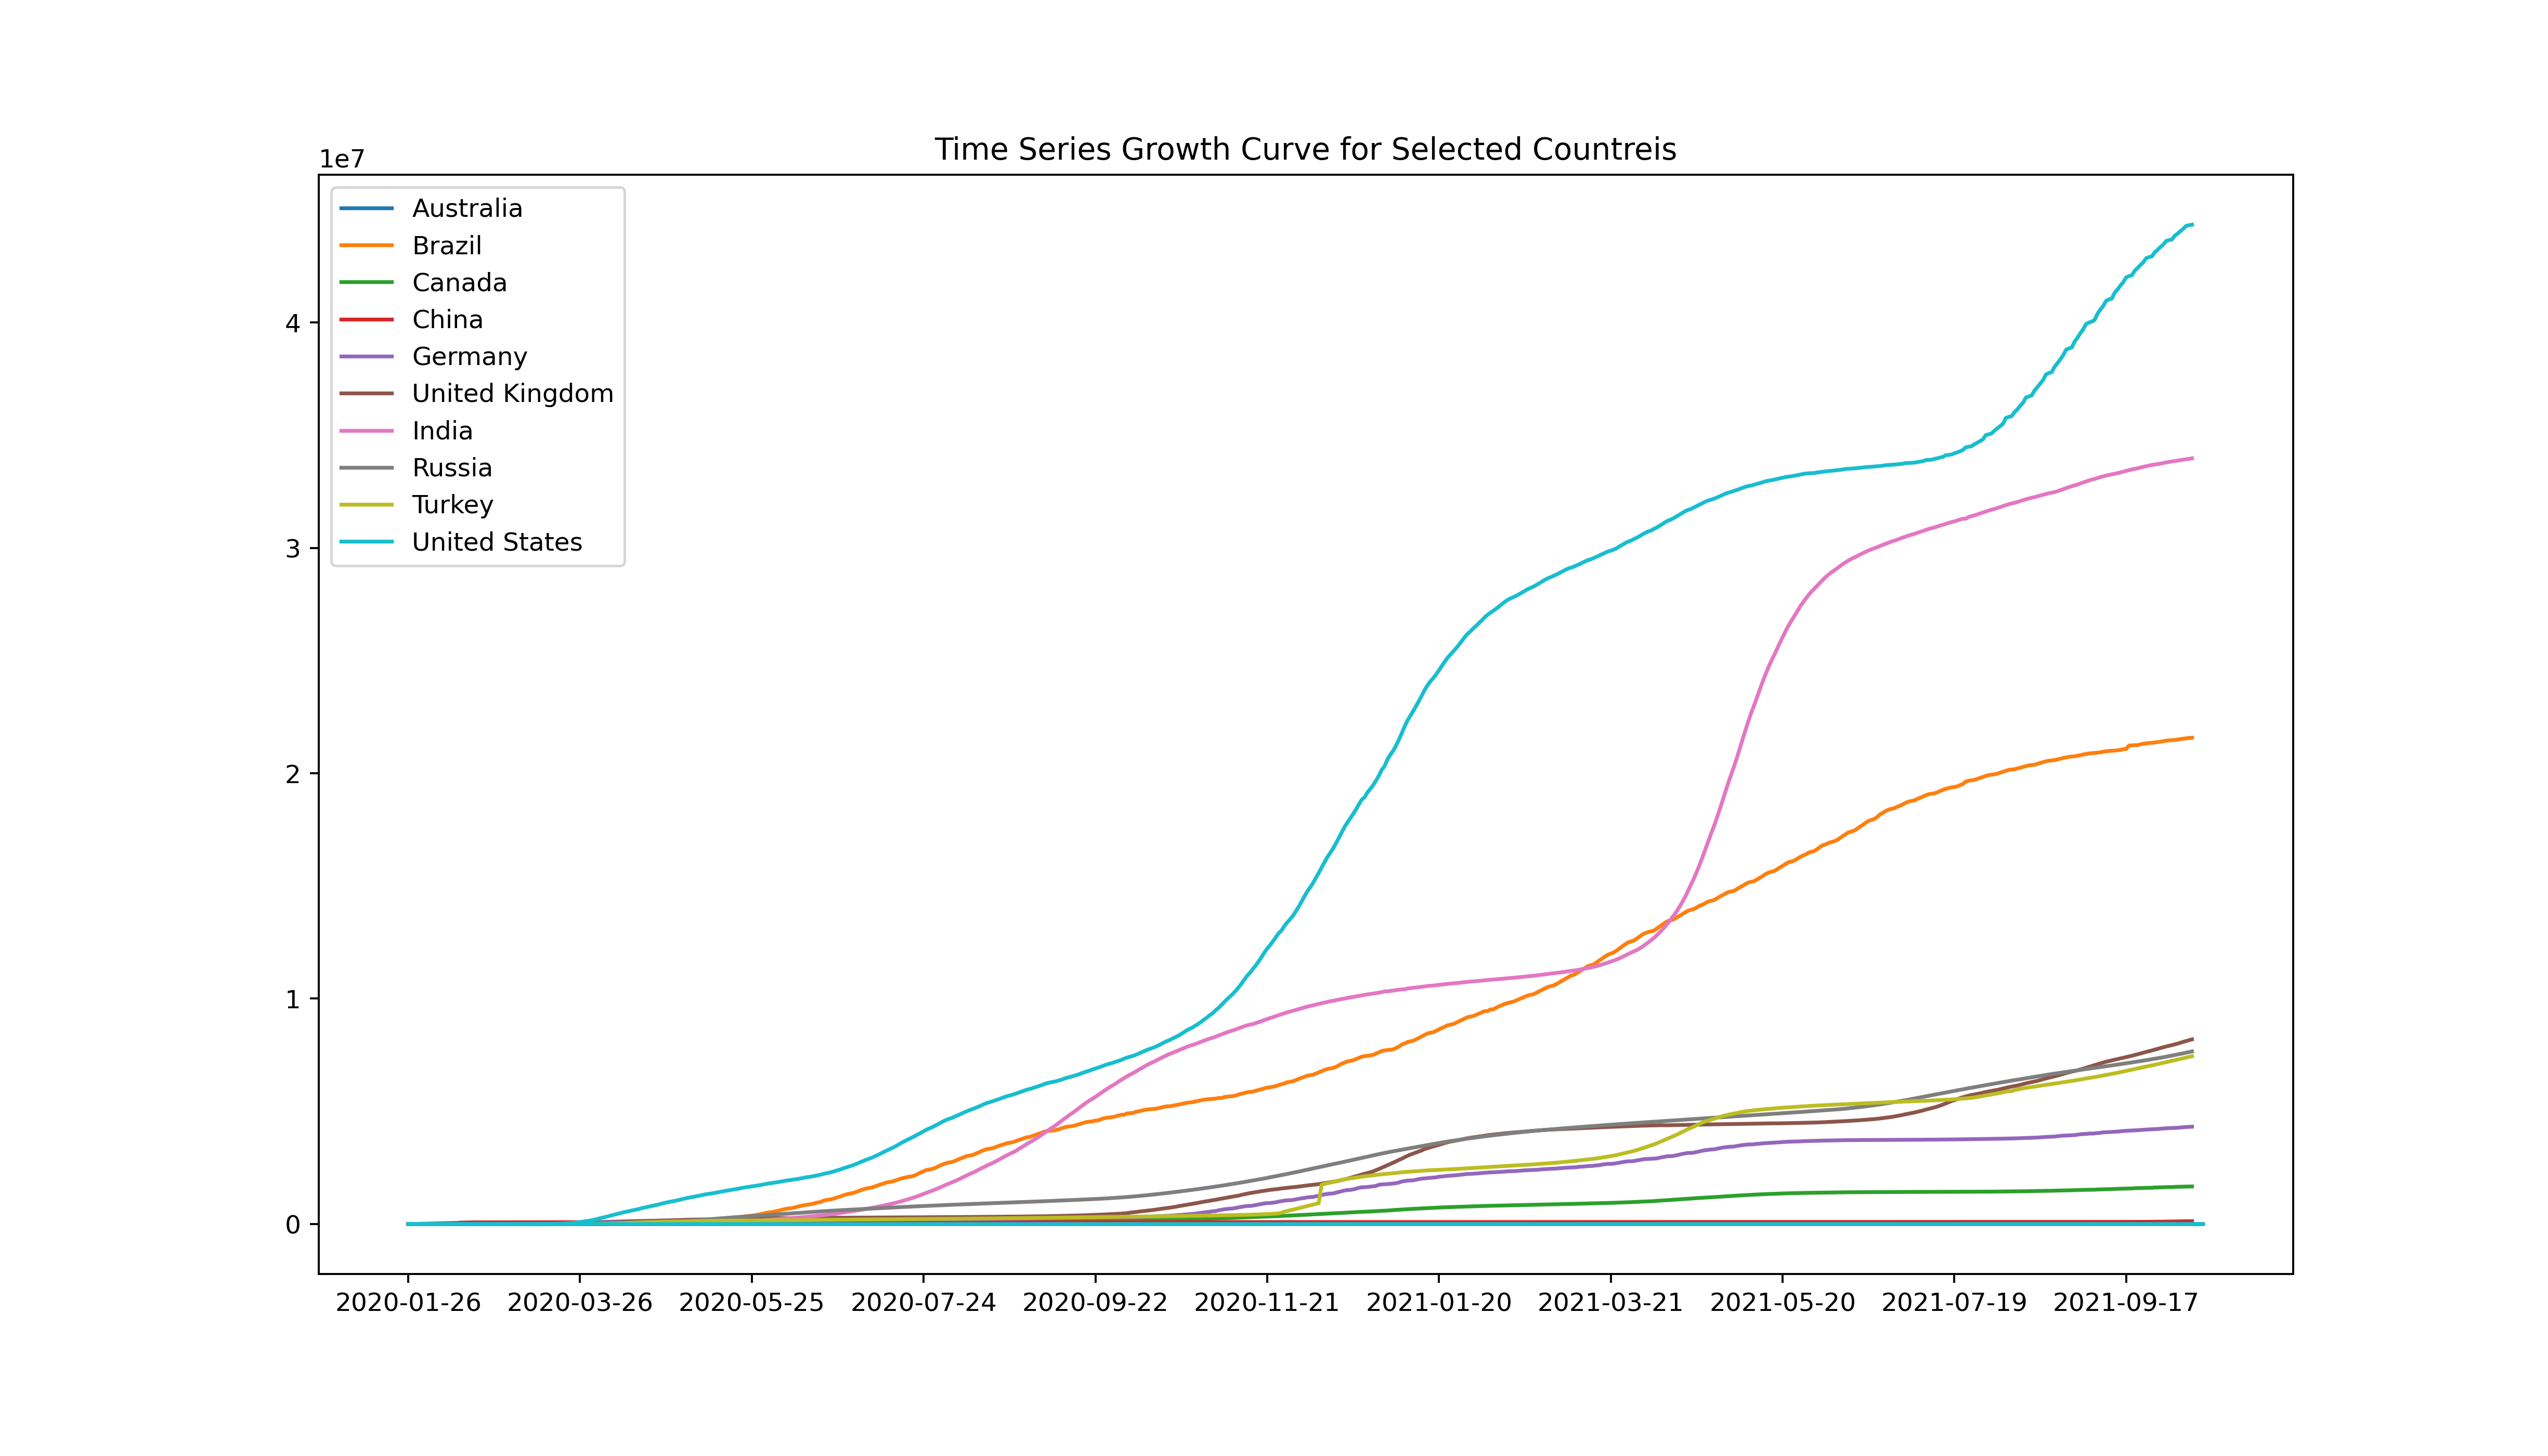 Time Series Growth Curve for Selected Countreis
1e7
Australia
Brazil
Canada
China
Germany
United Kingdom
India
Russia
Turkey
United States
4
3
2
1
0
2020-01-26 2020-03-26 2020-05-25 2020-07-24 2020-09-22 2020-11-21 2021-01-20 2021-03-21 2021-05-20 2021-07-19 2021-09-17